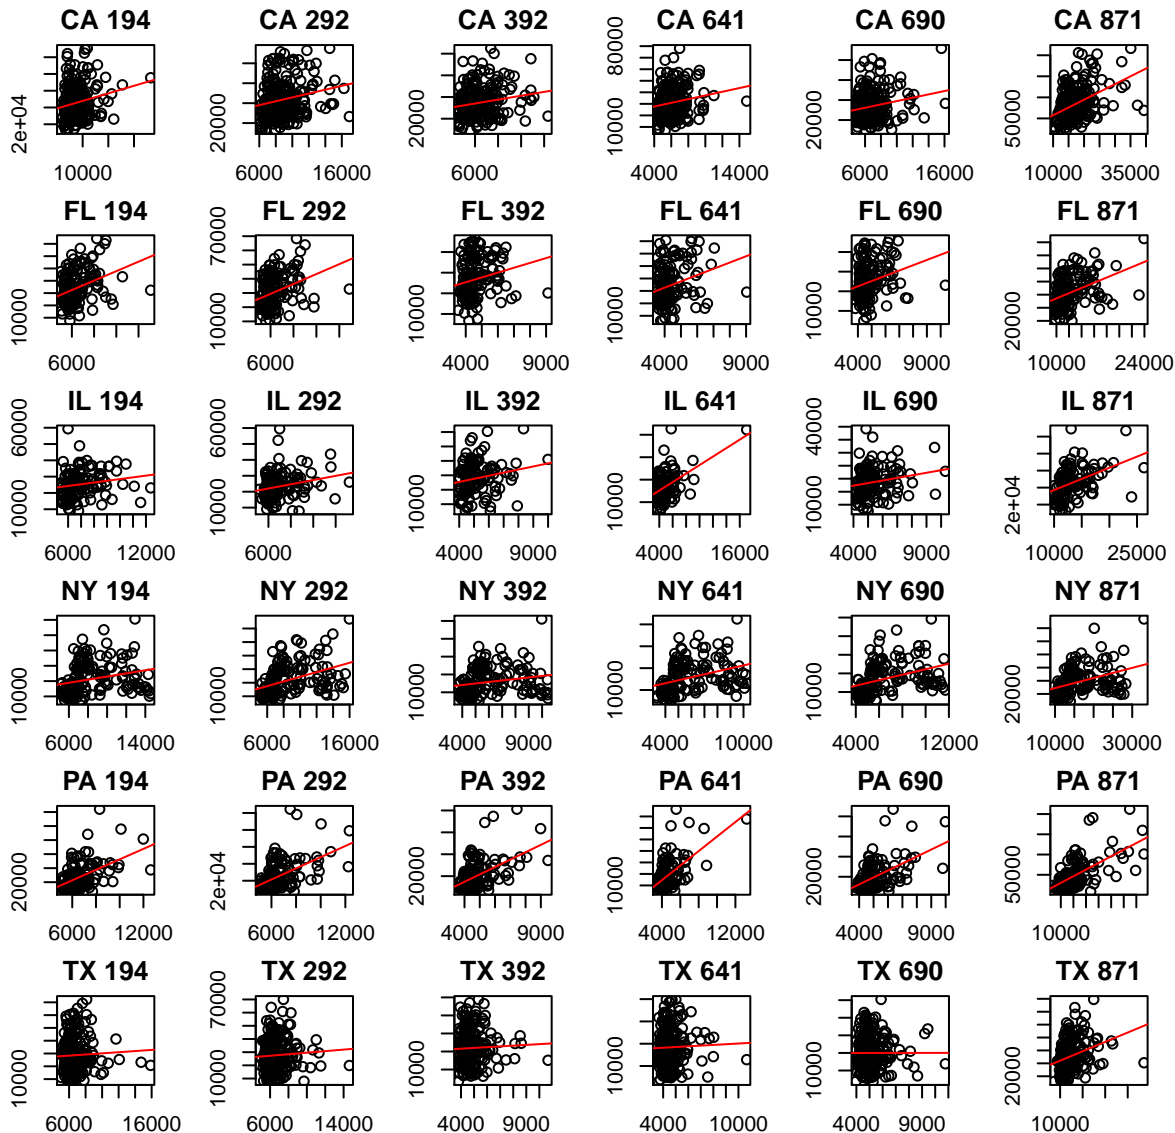 CA 194 CA 292 CA 392 CA 641 CA 690 CA 871
2e+04 20000 20000 10000 80000 20000 50000
10000 6000 16000 6000 4000 14000 6000 16000 10000 35000
FL 194 FL 292 FL 392 FL 641 FL 690 FL 871
10000 10000 70000 10000 10000 10000 20000
6000 6000 4000 9000 4000 9000 4000 10000 24000
IL 194 IL 292 IL 392 IL 641 IL 690 IL 871
10000 60000 10000 60000 10000 10000 10000 40000 2e+04
6000 12000 6000 4000 9000 4000 16000 4000 9000 10000 25000
NY 194 NY 292 NY 392 NY 641 NY 690 NY 871
10000 10000 10000 10000 10000 20000
6000 14000 6000 16000 4000 9000 4000 10000 4000 12000 10000 30000
PA 194 PA 292 PA 392 PA 641 PA 690 PA 871
20000 2e+04 20000 10000 20000 50000
6000 12000 6000 12000 4000 9000 4000 12000 4000 9000 10000
TX 194 TX 292 TX 392 TX 641 TX 690 TX 871
10000 10000 70000 10000 10000 10000 20000
6000 16000 6000 14000 4000 10000 4000 10000 4000 10000 10000